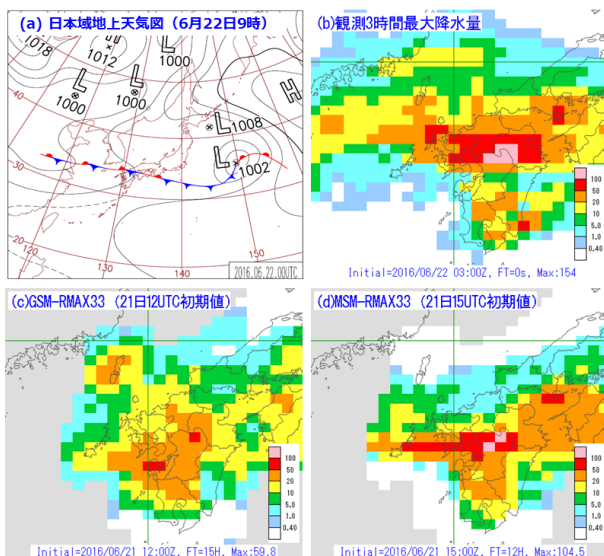 (a) 日本域地上天気図（6月22日9時）
1018
L
1012
L
1000
L
1000
L
1000
H
40
L
1008
L
1002
30
20
120
130
140
150
2016.06.22.00UTC
(b)観測3時間最大降水量
100
50
20
10
5.0
1.0
0.40
Initial=2016/06/22 03:00Z, FT=0s, Max:154
(c)GSM-RMAX33 (21日12UTC初期値)
100
50
20
10
5.0
1.0
0.40
Initial=2016/06/21 12:00Z, FT=15H, Max:59.8
(d)MSM-RMAX33 (21日15UTC初期値)
100
50
20
10
5.0
1.0
0.40
Initial=2016/06/21 15:00Z, FT=12H, Max:104.5